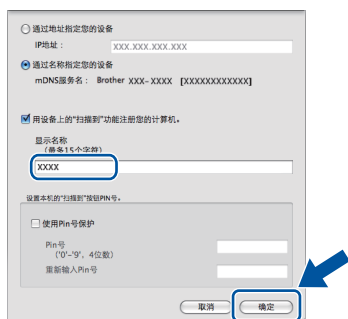 通过地址指定您的设备
IP地址： XXX.XXX.XXX.XXX
通过名称指定您的设备
mDNS服务名： Brother XXX-XXXX [XXXXXXXXXXXX]
用设备上的“扫描到”功能注册您的计算机。
显示名称
（最多15个字符）
XXXX
设置本机的“扫描到”按钮PIN号。
使用Pin号保护
Pin号
（'0'-'9'，4位数）
重新输入Pin号
取消 确定